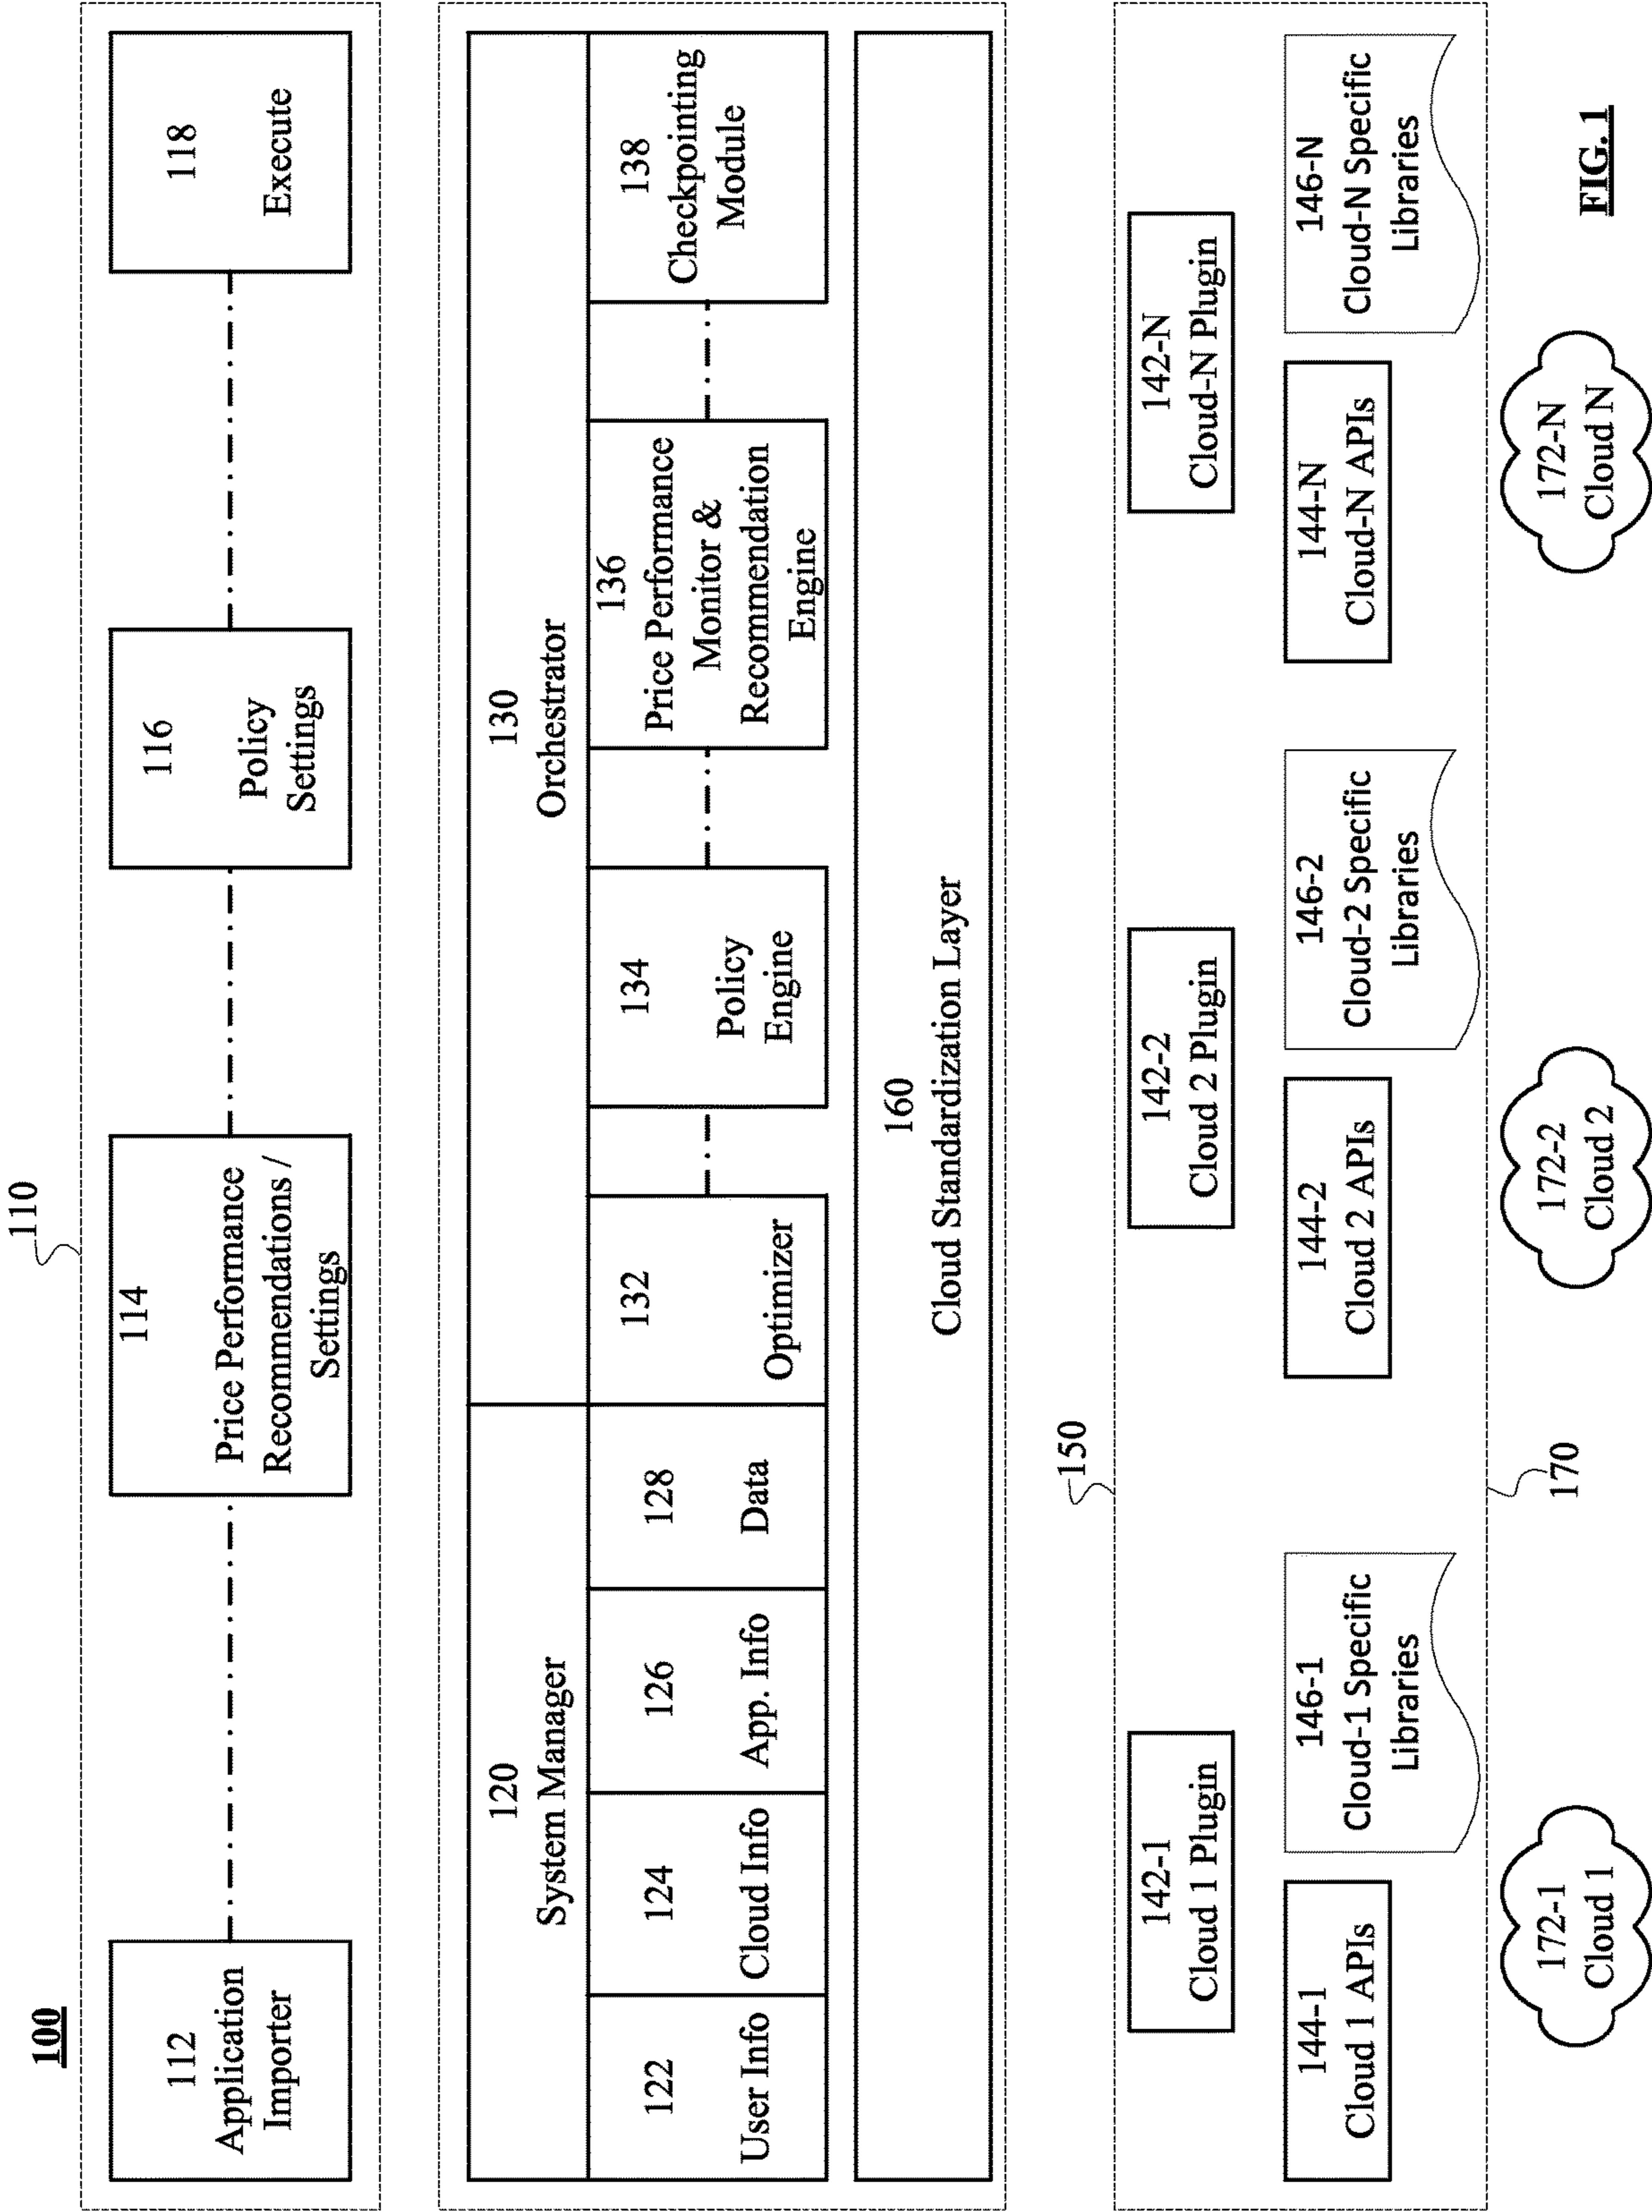 100
110
112
Application
Importer
114
Price Performance
Recommendations /
Settings
116
Policy
Settings
118
Execute
120
System Manager
130
Orchestrator
122
User Info
124
Cloud Info
126
App. Info
128
Data
132
Optimizer
134
Policy
Engine
136
Price Performance
Monitor &
Recommendation
Engine
138
Checkpointing
Module
160
Cloud Standardization Layer
150
142-1
Cloud 1 Plugin
142-2
Cloud 2 Plugin
142-N
Cloud-N Plugin
144-1
Cloud 1 APIs
146-1
Cloud-1 Specific
Libraries
144-2
Cloud 2 APIs
146-2
Cloud-2 Specific
Libraries
144-N
Cloud-N APIs
146-N
Cloud-N Specific
Libraries
170
172-1
Cloud 1
172-2
Cloud 2
172-N
Cloud N
FIG. 1